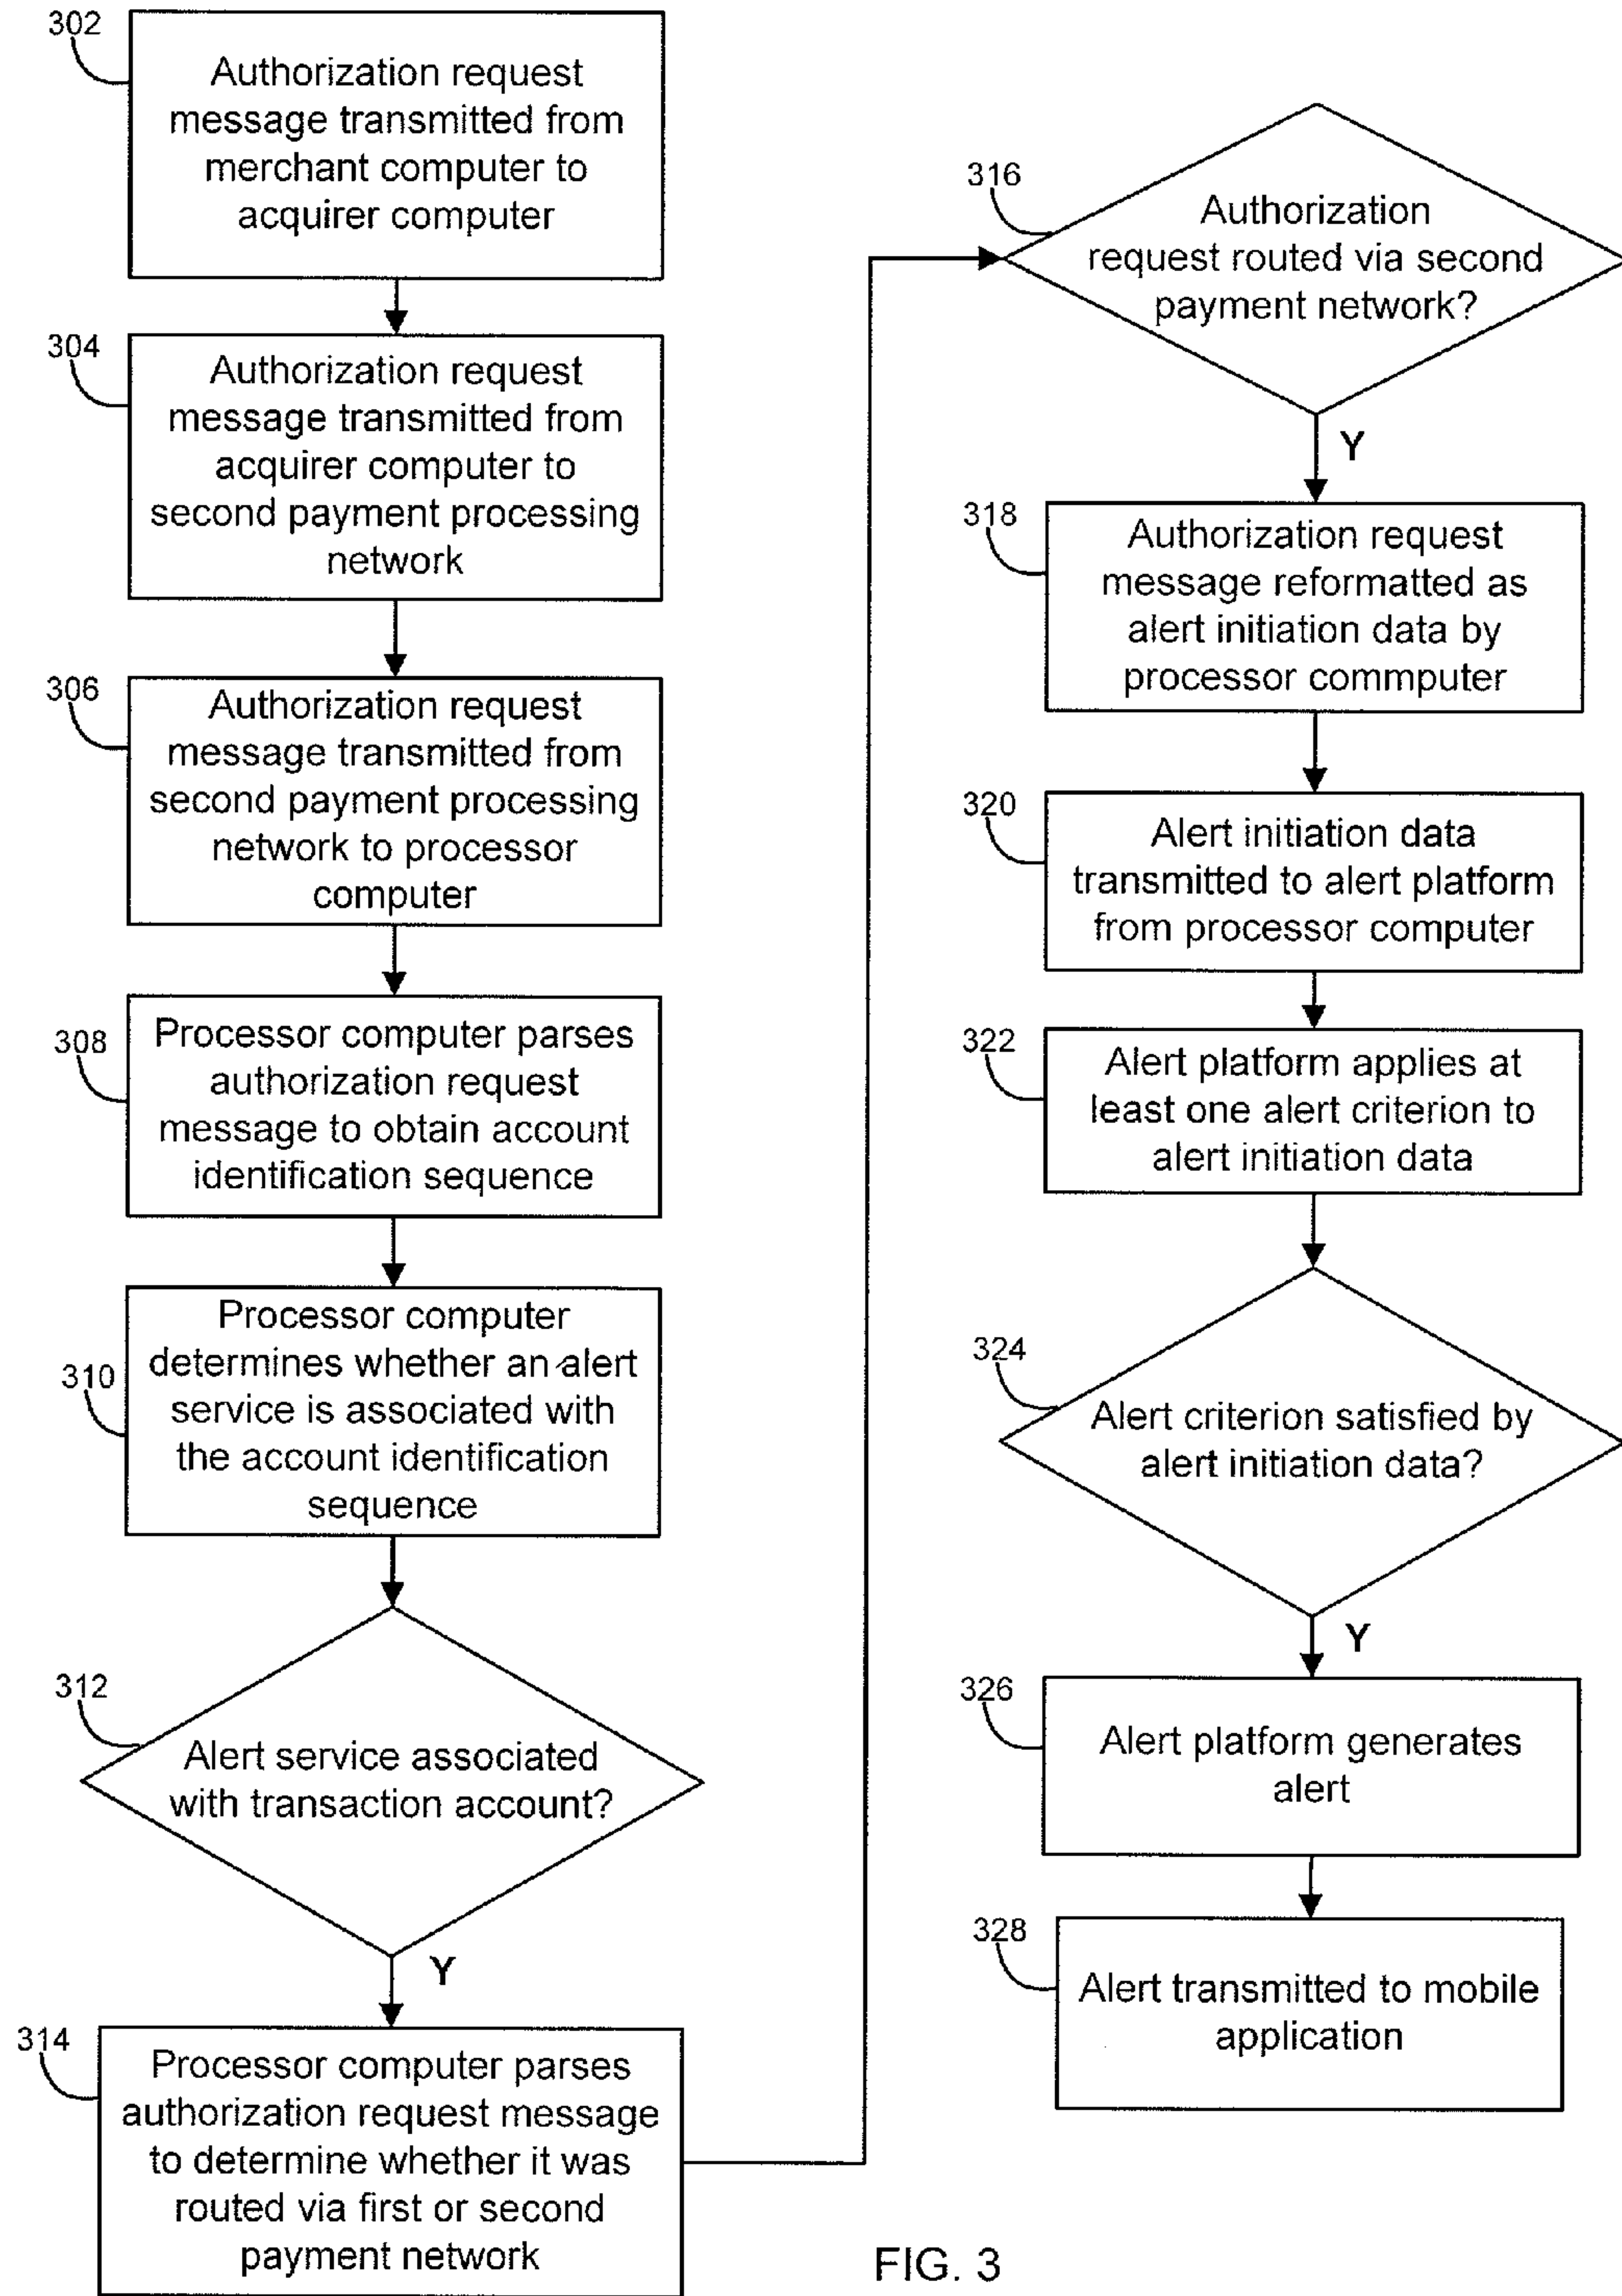 302
Authorization request
message transmitted from
merchant computer to
acquirer computer
304
Authorization request
message transmitted from
acquirer computer to
second payment processing
network
306
Authorization request
message transmitted from
second payment processing
network to processor
computer
308
Processor computer parses
authorization request
message to obtain account
identification sequence
310
Processor computer
determines whether an alert
service is associated with
the account identification
sequence
312
Alert service associated
with transaction account?
Y
314
Processor computer parses
authorization request message
to determine whether it was
routed via first or second
payment network
316
Authorization
request routed via second
payment network?
Y
318
Authorization request
message reformatted as
alert initiation data by
processor commputer
320
Alert initiation data
transmitted to alert platform
from processor computer
322
Alert platform applies at
least one alert criterion to
alert initiation data
324
Alert criterion satisfied by
alert initiation data?
Y
326
Alert platform generates
alert
328
Alert transmitted to mobile
application
FIG. 3